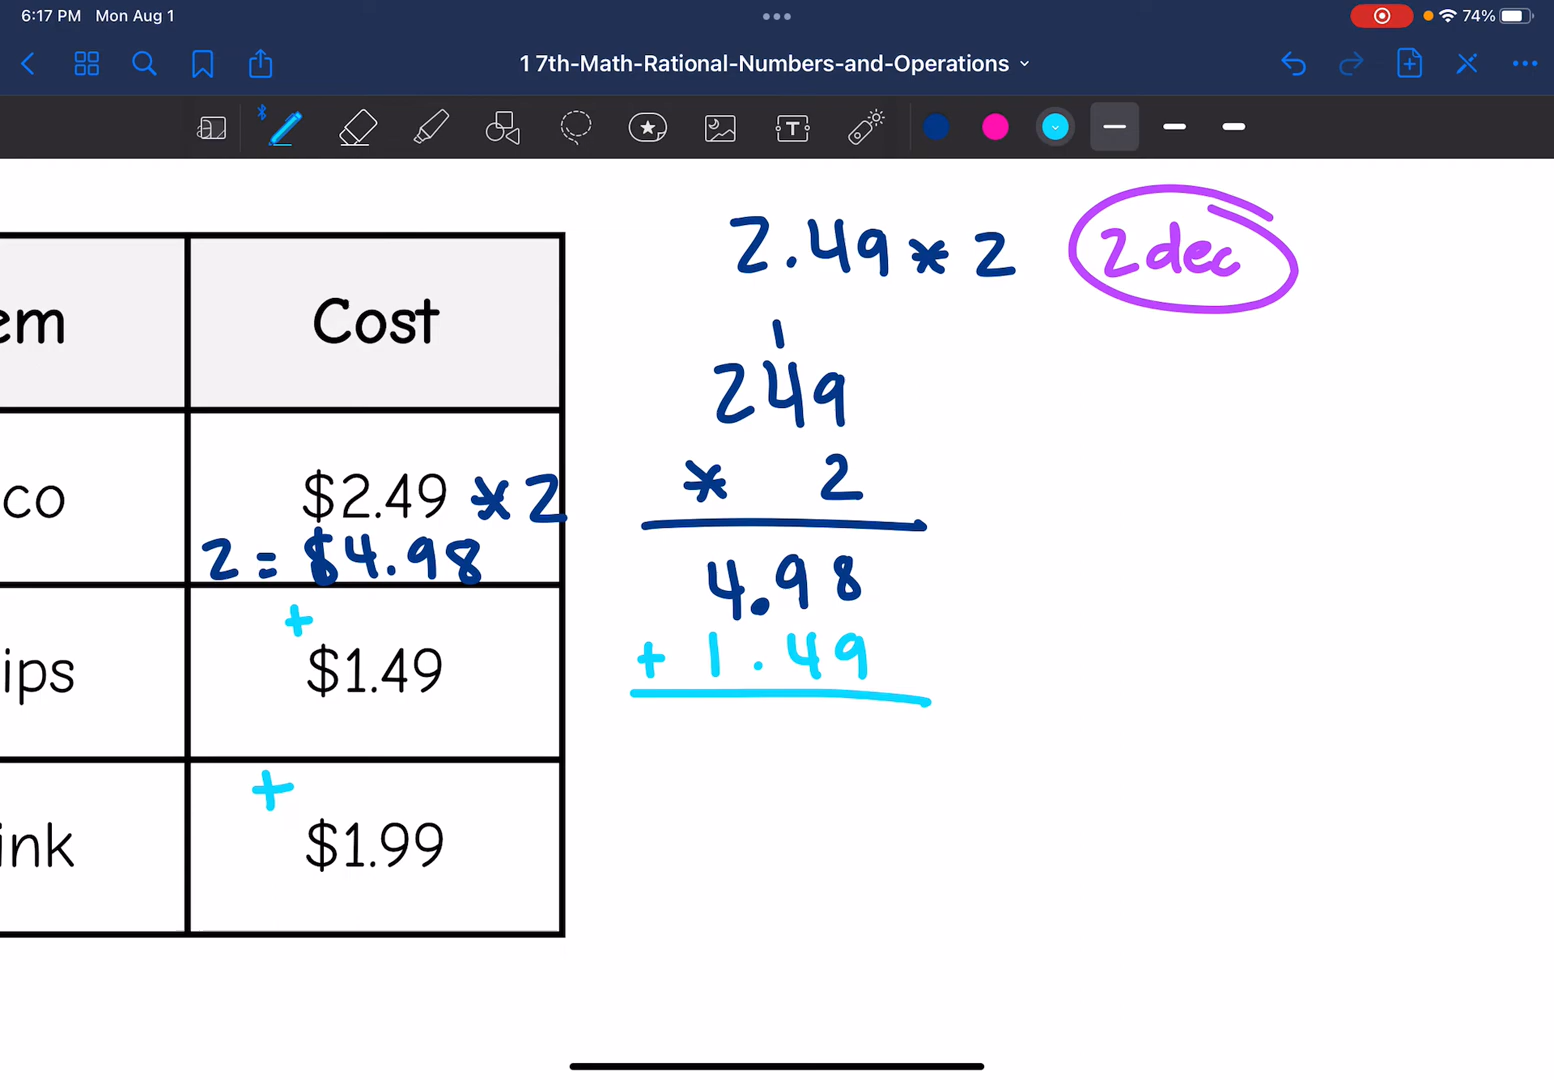 6:17 PM Mon Aug 1
74%
1 7th-Math-Rational-Numbers-and-Operations
T
em Cost
co $2.49 * 2
2 = $4.98
+
ips $1.49
+
ink $1.99
2.49 * 2
2 dec
1
249
* 2
4.98
+ 1.49